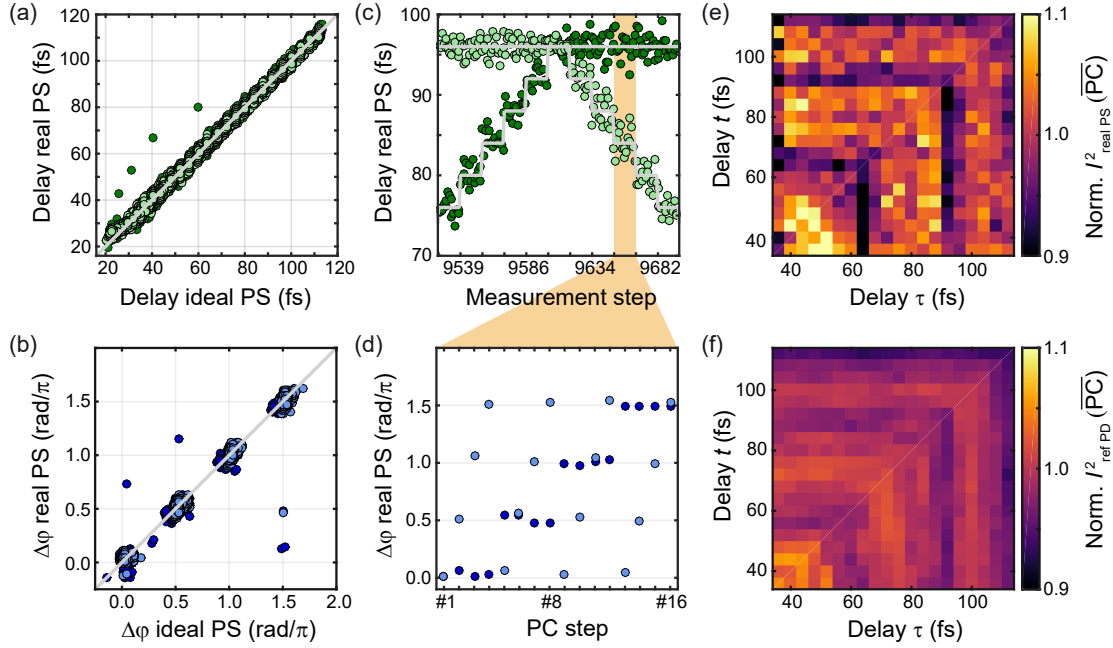 (a)
Delay real PS (fs)
120
100
80
60
40
20
20 40 60 80 100 120
Delay ideal PS (fs)
(c)
Delay real PS (fs)
100
90
80
70
9539 9586 9634 9682
Measurement step
(e)
Delay t (fs)
100
80
60
40
40 60 80 100
Delay τ (fs)
1.1
1.0
0.9
Norm. I² real PS (PC)
(b)
Δφ real PS (rad/π)
1.5
1.0
0.5
0.0
0.0 0.5 1.0 1.5 2.0
Δφ ideal PS (rad/π)
(d)
Δφ real PS (rad/π)
1.5
1.0
0.5
0.0
#1 #8 #16
PC step
(f)
Delay t (fs)
100
80
60
40
40 60 80 100
Delay τ (fs)
1.1
1.0
0.9
Norm. I² ref PD (PC)